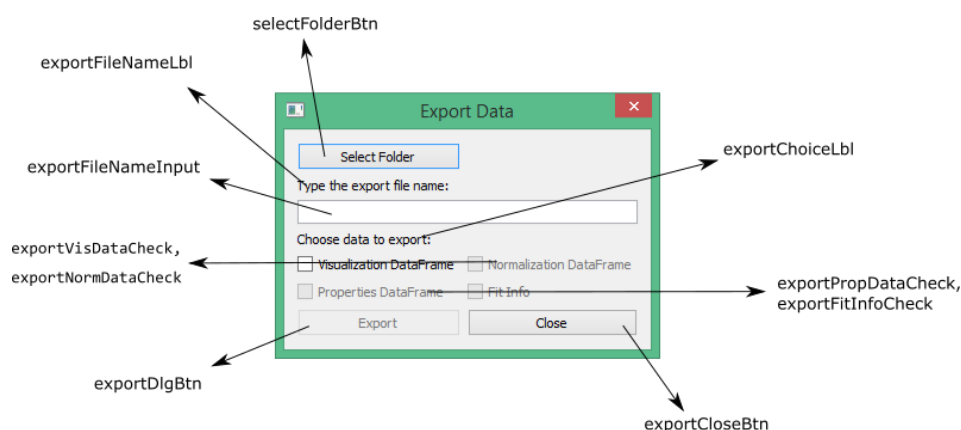 selectFolderBtn
exportFileNameLbl
Export Data
Select Folder
exportChoiceLbl
exportFileNameInput
Type the export file name:
Choose data to export:
exportVisDataCheck,
exportNormDataCheck
Visualization DataFrame
Normalization DataFrame
Properties DataFrame
Fit Info
exportPropDataCheck,
exportFitInfoCheck
Export
Close
exportDlgBtn
exportCloseBtn